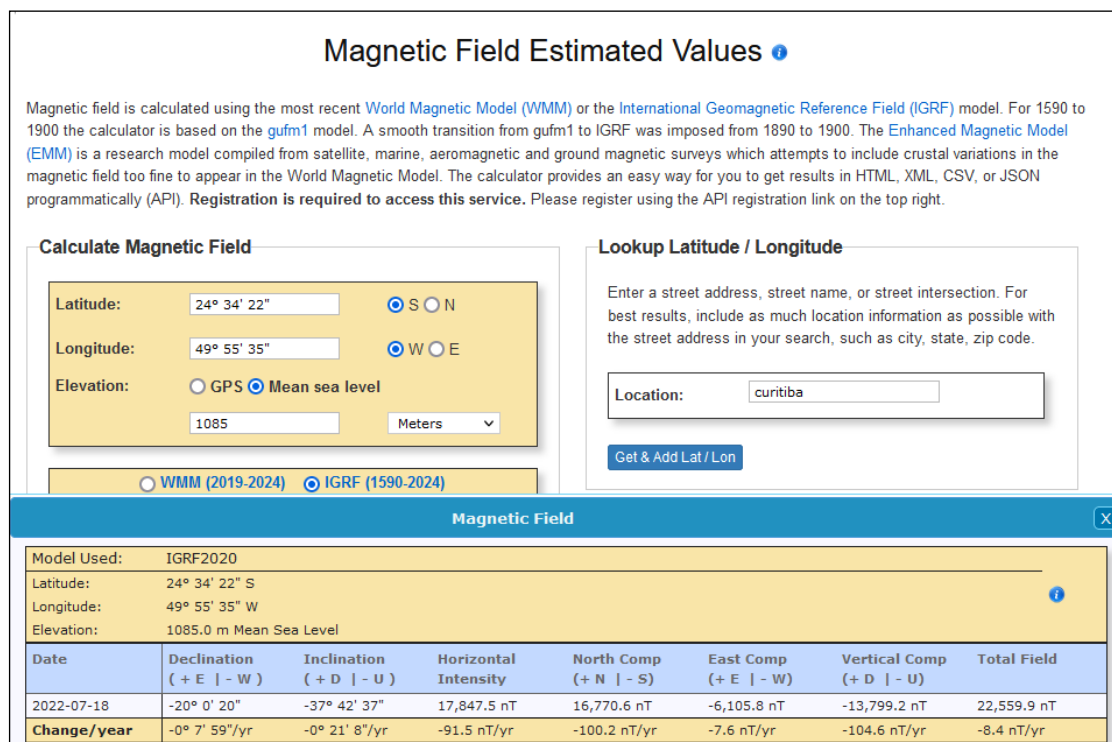 Magnetic Field Estimated Values
Magnetic field is calculated using the most recent World Magnetic Model (WMM) or the International Geomagnetic Reference Field (IGRF) model. For 1590 to
1900 the calculator is based on the gufm1 model. A smooth transition from gufm1 to IGRF was imposed from 1890 to 1900. The Enhanced Magnetic Model
(EMM) is a research model compiled from satellite, marine, aeromagnetic and ground magnetic surveys which attempts to include crustal variations in the
magnetic field too fine to appear in the World Magnetic Model. The calculator provides an easy way for you to get results in HTML, XML, CSV, or JSON
programmatically (API). Registration is required to access this service. Please register using the API registration link on the top right.
Calculate Magnetic Field
Latitude: 24º 34' 22" S N
Longitude: 49º 55' 35" W E
Elevation: GPS Mean sea level
1085 Meters
WMM (2019-2024) IGRF (1590-2024)
Lookup Latitude / Longitude
Enter a street address, street name, or street intersection. For
best results, include as much location information as possible with
the street address in your search, such as city, state, zip code.
Location: curitiba
Get & Add Lat / Lon
Magnetic Field X
Model Used: IGRF2020
Latitude: 24º 34' 22" S
Longitude: 49º 55' 35" W
Elevation: 1085.0 m Mean Sea Level
Date Declination Inclination Horizontal North Comp East Comp Vertical Comp Total Field
( + E | - W ) ( + D | - U ) Intensity (+ N | - S) (+ E | - W) (+ D | - U)
2022-07-18 -20º 0' 20" -37º 42' 37" 17,847.5 nT 16,770.6 nT -6,105.8 nT -13,799.2 nT 22,559.9 nT
Change/year -0º 7' 59"/yr -0º 21' 8"/yr -91.5 nT/yr -100.2 nT/yr -7.6 nT/yr -104.6 nT/yr -8.4 nT/yr